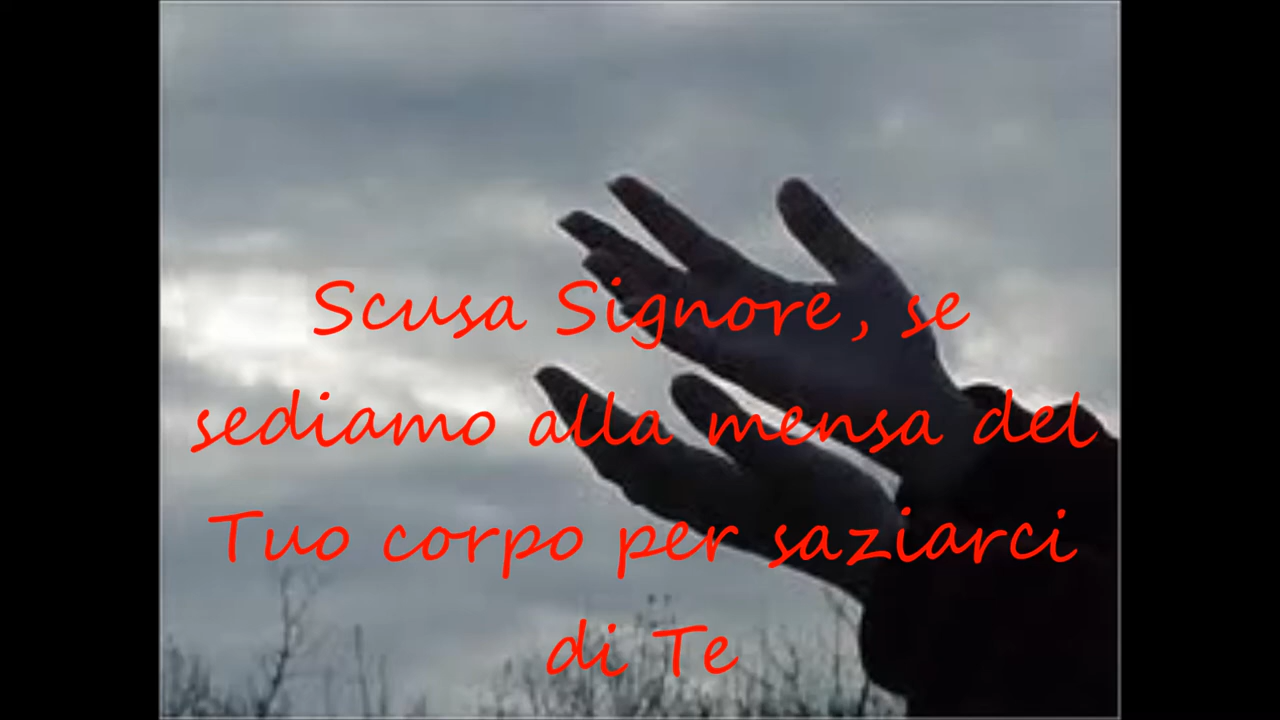 Scusa Signore, se
sediamo alla mensa del
Tuo corpo per saziarci
di Te